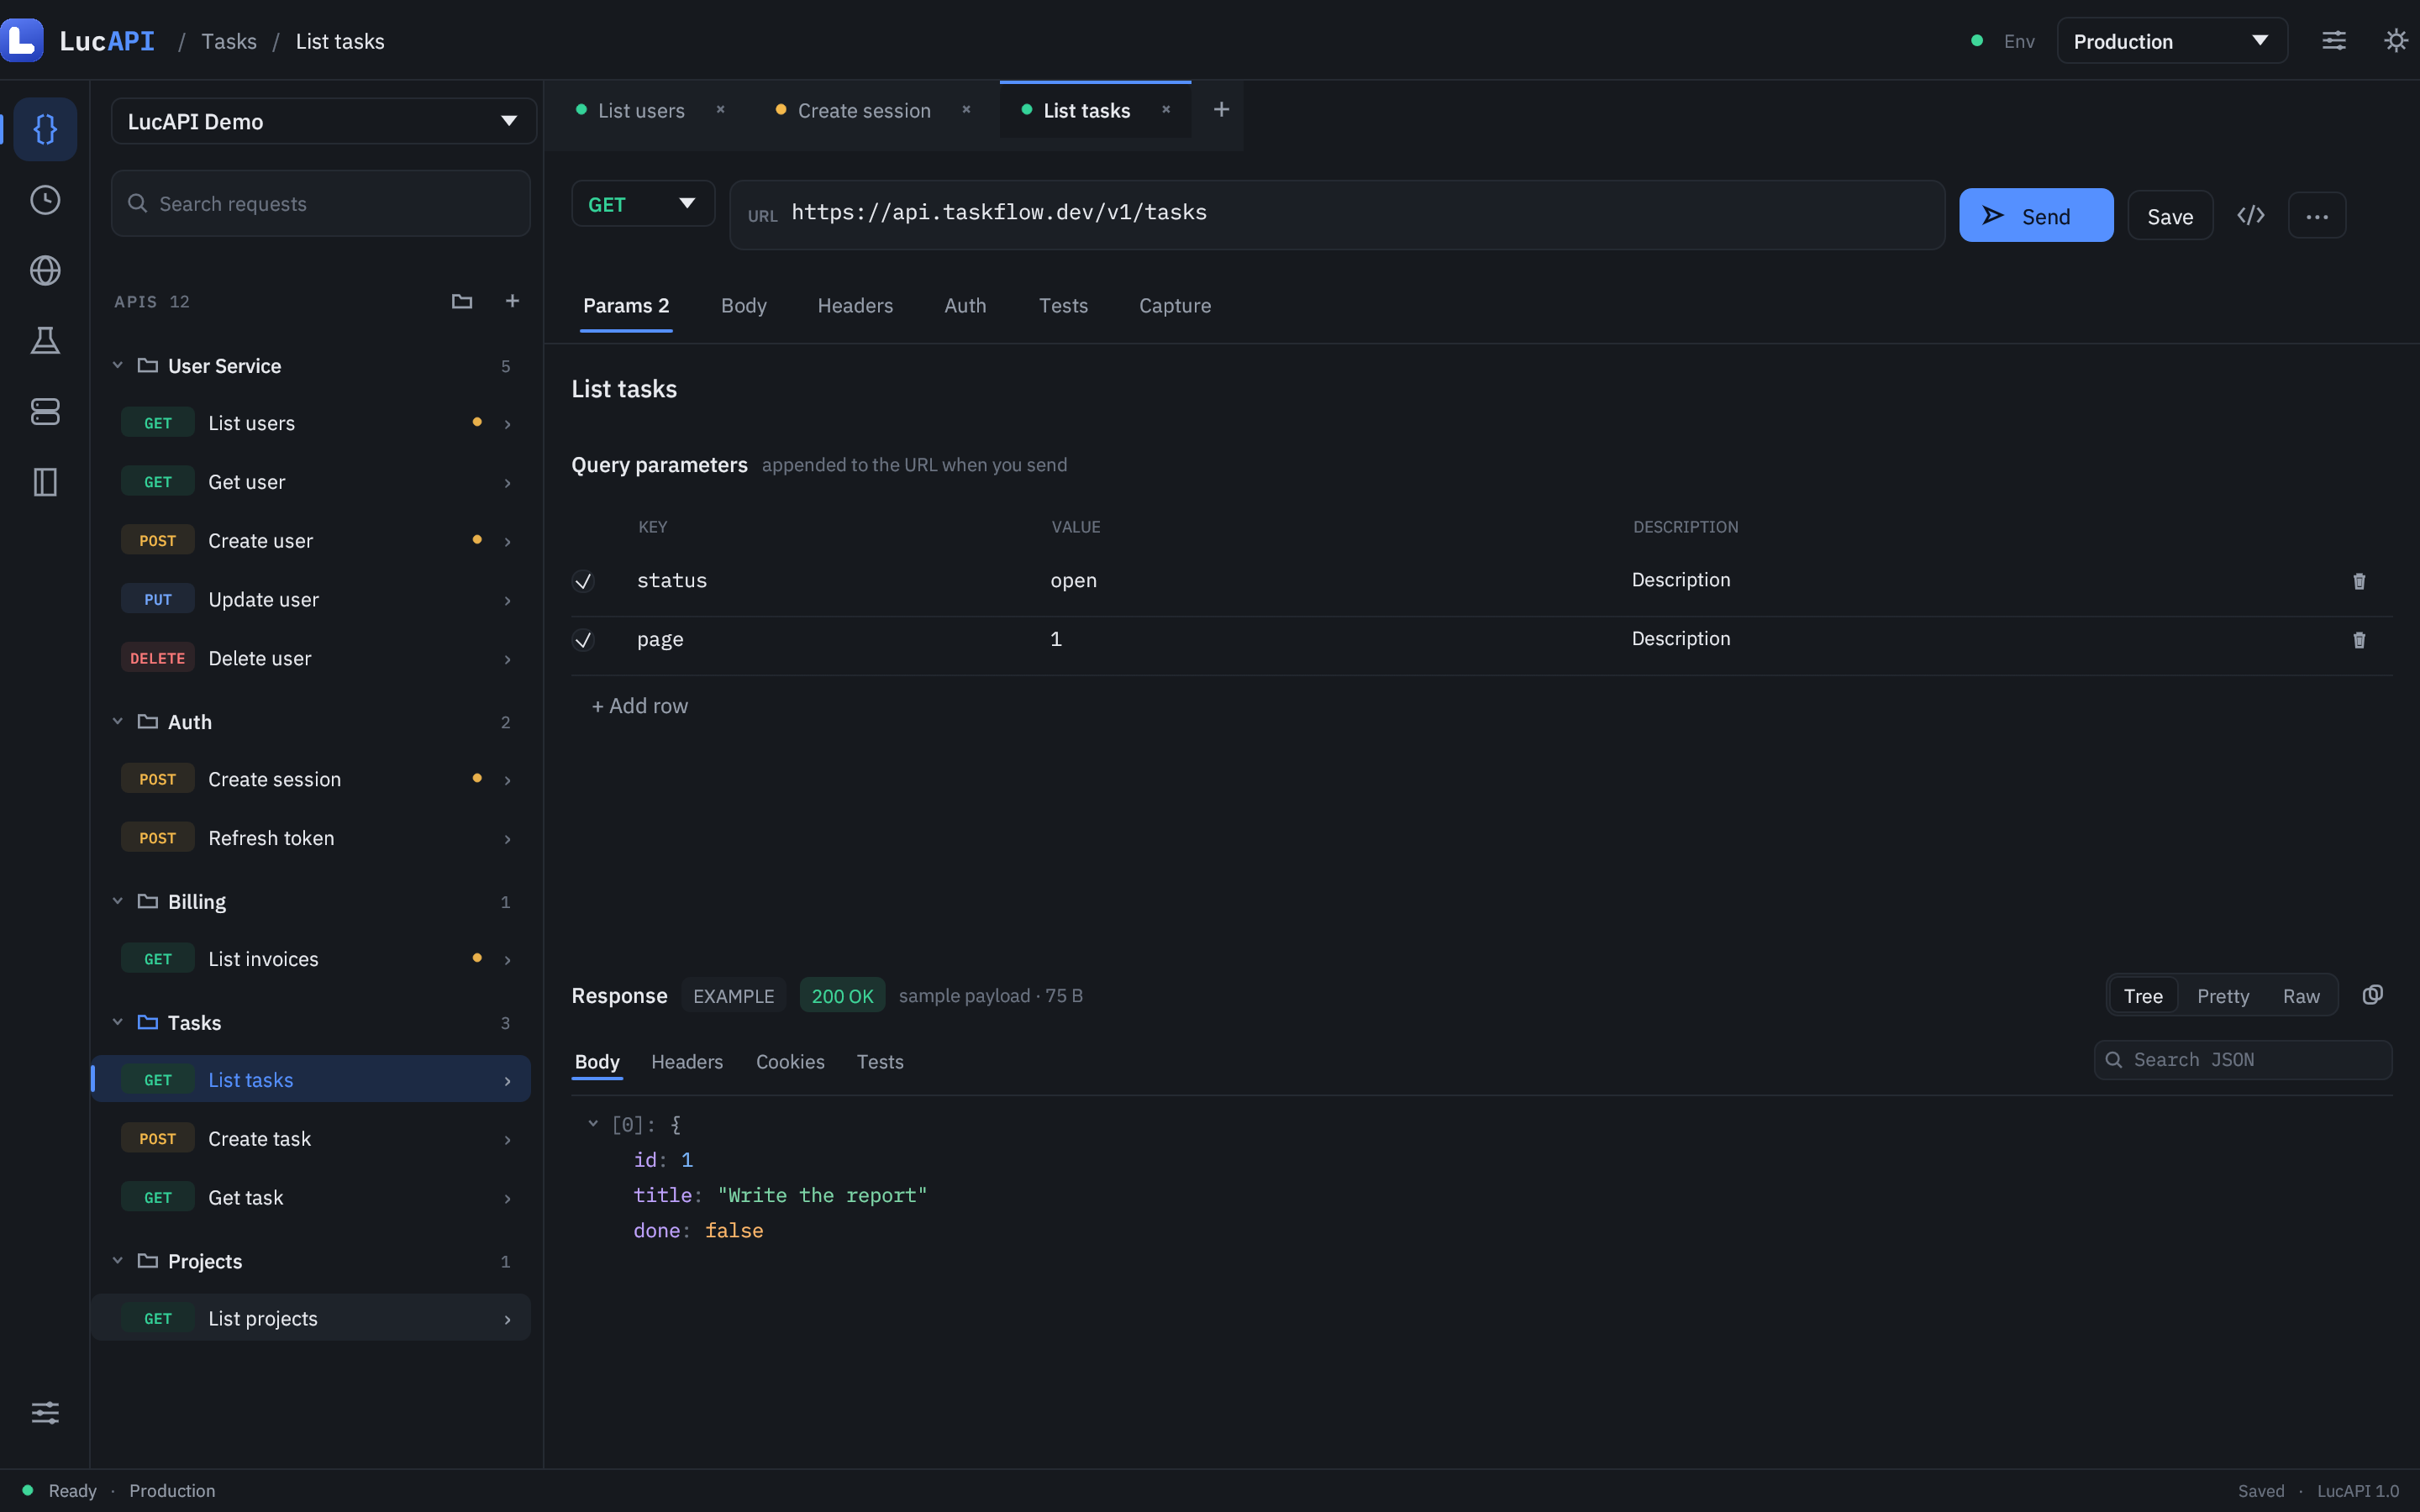 LucAPI / Tasks / List tasks
Env Production
LucAPI Demo
Search requests
APIS 12
User Service 5
GET List users
GET Get user
POST Create user
PUT Update user
DELETE Delete user
Auth 2
POST Create session
POST Refresh token
Billing 1
GET List invoices
Tasks 3
GET List tasks
POST Create task
GET Get task
Projects 1
GET List projects
List users × Create session × List tasks × +
GET URL https://api.taskflow.dev/v1/tasks Send Save </> ...
Params 2 Body Headers Auth Tests Capture
List tasks
Query parameters appended to the URL when you send
KEY VALUE DESCRIPTION
status open Description
page 1 Description
+ Add row
Response EXAMPLE 200 OK sample payload · 75 B Tree Pretty Raw
Body Headers Cookies Tests Search JSON
[0]: {
id: 1
title: "Write the report"
done: false
Ready · Production
Saved · LucAPI 1.0